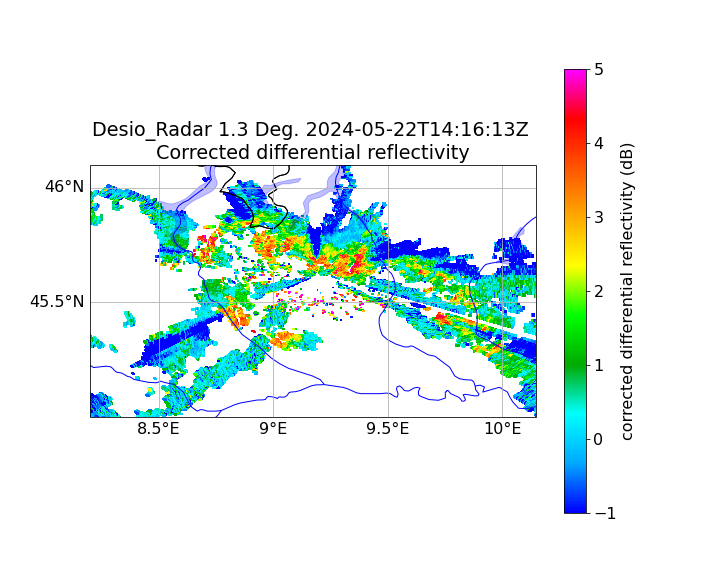 Desio_Radar 1.3 Deg. 2024-05-22T14:16:13Z
Corrected differential reflectivity
46°N
45.5°N
8.5°E
9°E
9.5°E
10°E
5
4
3
2
1
0
−1
corrected differential reflectivity (dB)